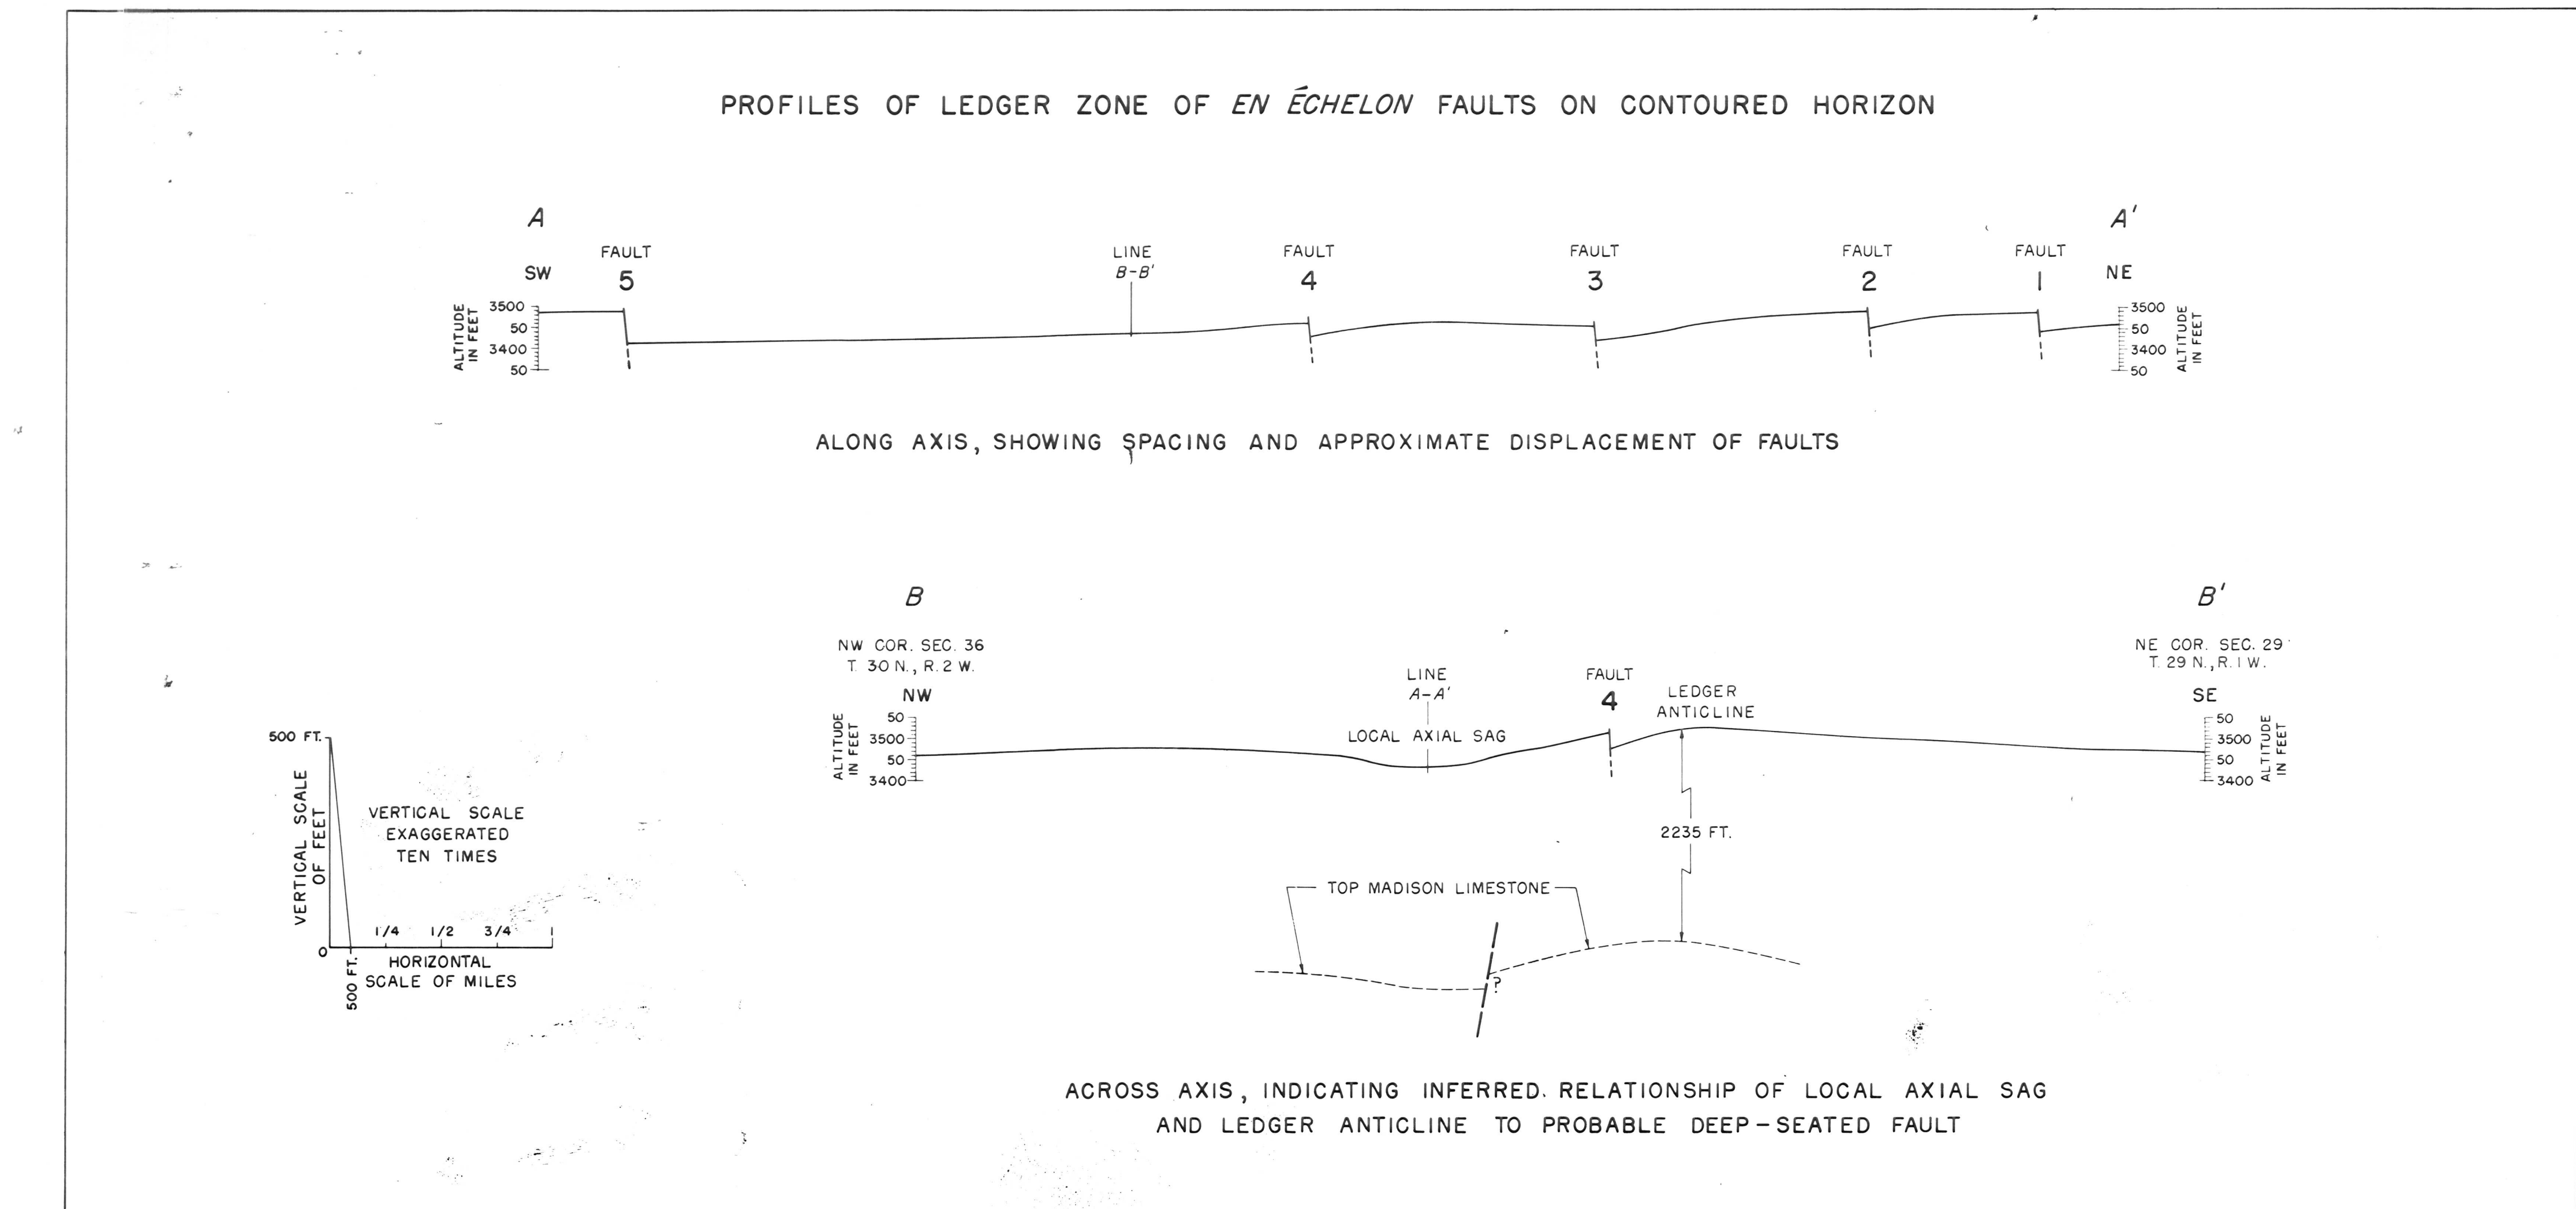 PROFILES OF LEDGER ZONE OF EN ÉCHELON FAULTS ON CONTOURED HORIZON
A
A'
FAULT
LINE
FAULT
FAULT
FAULT
FAULT
SW
5
B-B'
4
3
2
1
NE
ALTITUDE
IN FEET
3500
50
3400
50
3500
50
3400
50
ALTITUDE
IN FEET
ALONG AXIS, SHOWING SPACING AND APPROXIMATE DISPLACEMENT OF FAULTS
B
B'
NW COR. SEC. 36
T. 30 N., R. 2 W.
NW
NE COR. SEC. 29
T. 29 N., R. 1 W.
SE
LINE
A-A'
FAULT
4
LEDGER
ANTICLINE
LOCAL AXIAL SAG
ALTITUDE
IN FEET
50
3500
50
3400
50
3500
50
3400
ALTITUDE
IN FEET
2235 FT.
TOP MADISON LIMESTONE
?
500 FT.
VERTICAL SCALE
OF FEET
VERTICAL SCALE
EXAGGERATED
TEN TIMES
0
1/4
1/2
3/4
1
500 FT.
HORIZONTAL
SCALE OF MILES
ACROSS AXIS, INDICATING INFERRED. RELATIONSHIP OF LOCAL AXIAL SAG
AND LEDGER ANTICLINE TO PROBABLE DEEP-SEATED FAULT